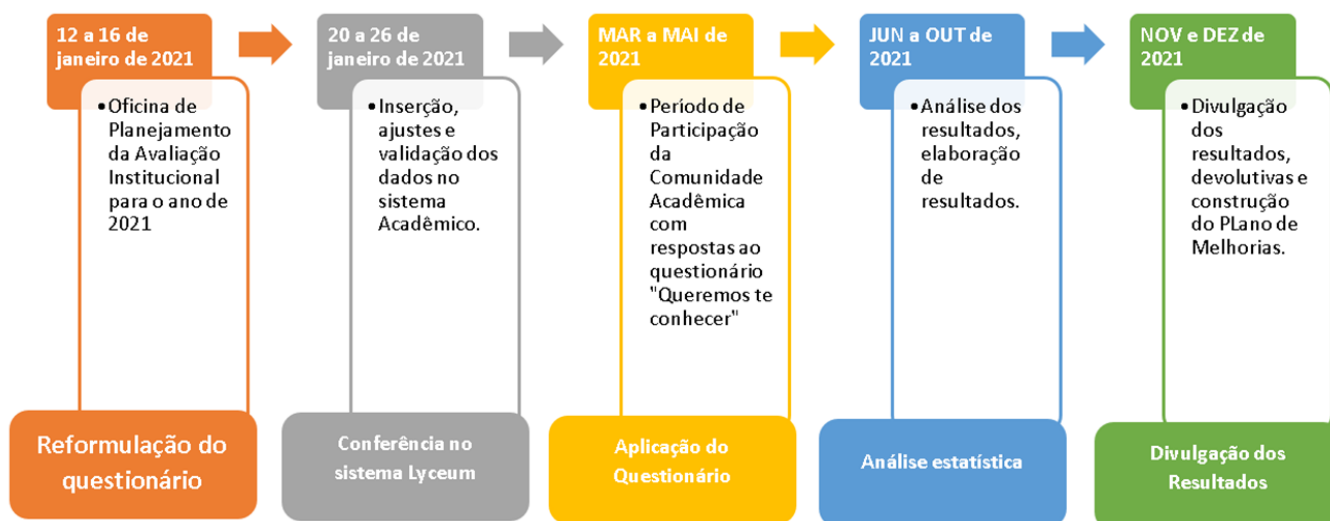 12 a 16 de
janeiro de 2021
•Oficina de
Planejamento
da Avaliação
Institucional
para o ano de
2021
Reformulação do
questionário
20 a 26 de
janeiro de 2021
•Inserção,
ajustes e
validação dos
dados no
sistema
Acadêmico.
Conferência no
sistema Lyceum
MAR a MAI de
2021
•Período de
Participação
da
Comunidade
Acadêmica
com
respostas ao
questionário
"Queremos te
conhecer"
Aplicação do
Questionário
JUN a OUT de
2021
•Análise dos
resultados,
elaboração
de
resultados.
Análise estatística
NOV e DEZ de
2021
•Divulgação
dos
resultados,
devolutivas e
construção
do PLano de
Melhorias.
Divulgação dos
Resultados